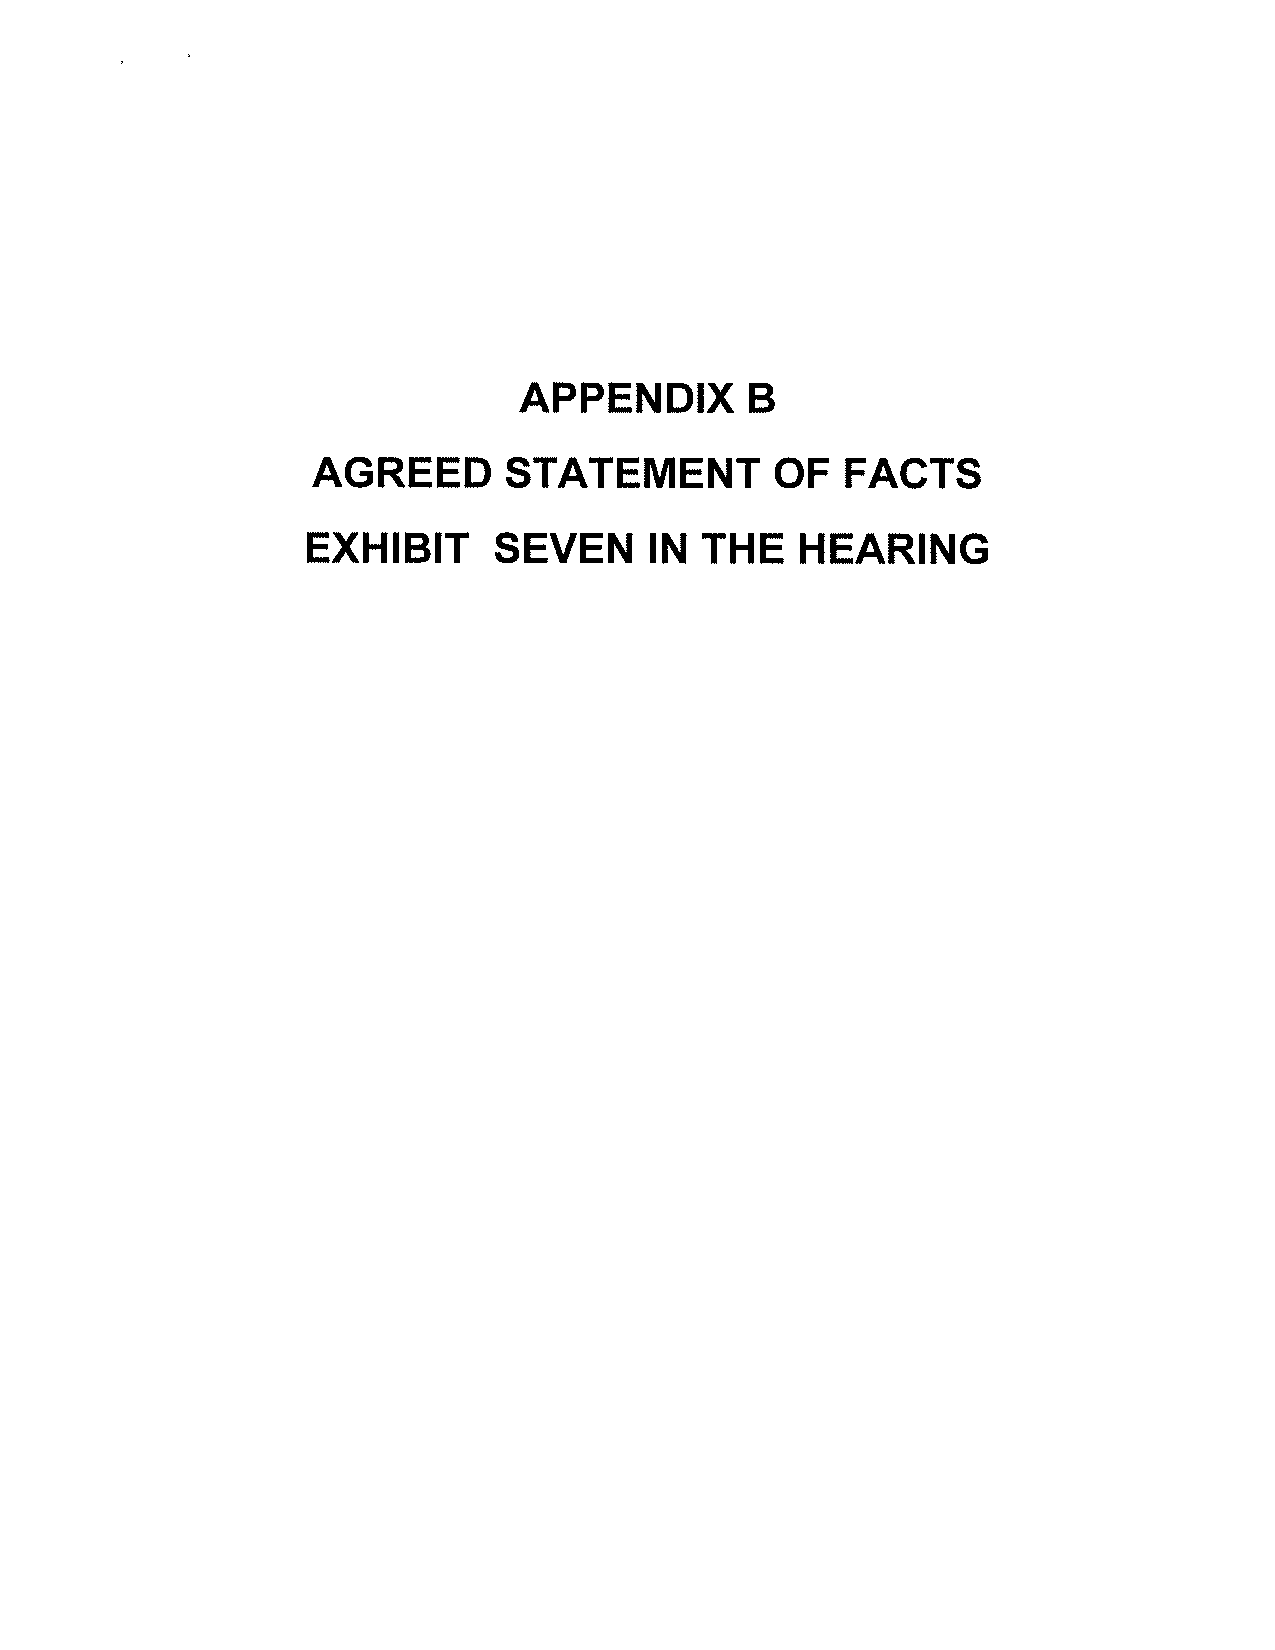 APPENDIX B
AGREED STATEMENT OF FACTS
EXHIBIT SEVEN IN THE HEARING